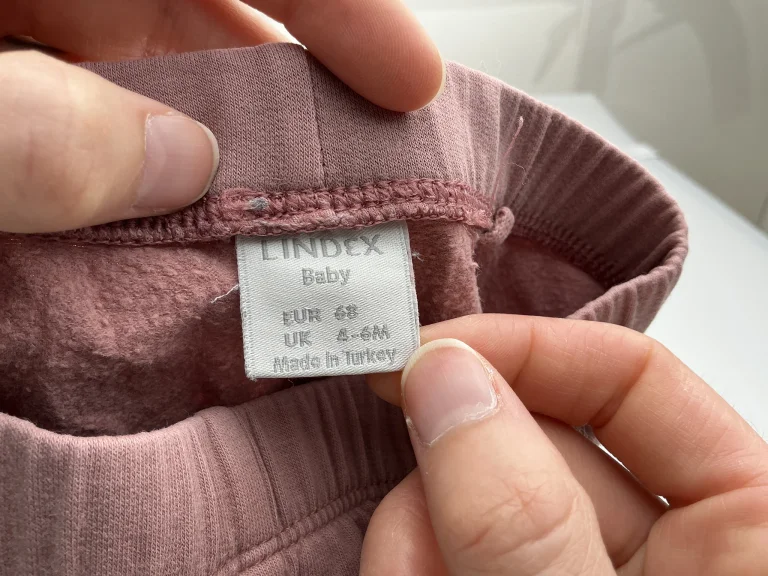 LINDEX
Baby
EUR 68
UK 4-6M
Made in Turkey